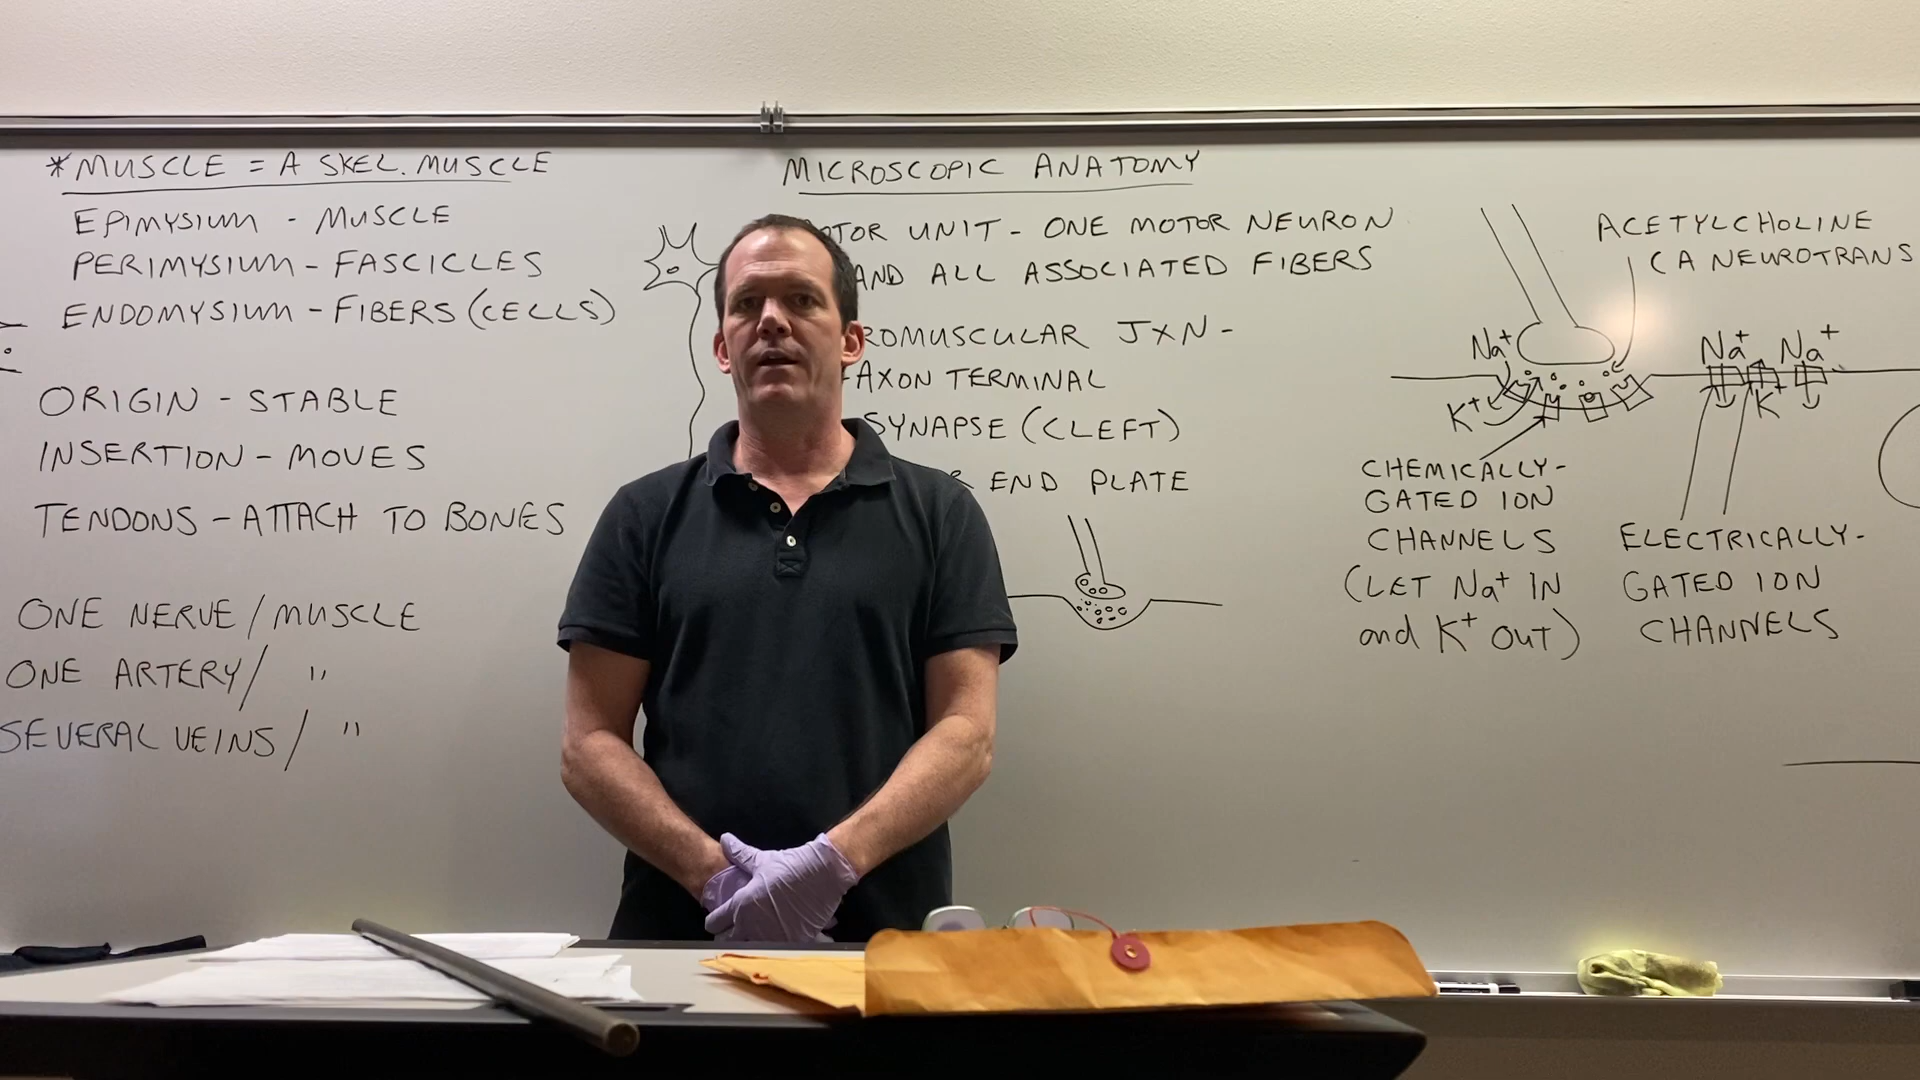 *MUSCLE = A SKEL. MUSCLE
EPIMYSIUM - MUSCLE
PERIMYSIUM - FASCICLES
ENDOMYSIUM - FIBERS (CELLS)
ORIGIN - STABLE
INSERTION - MOVES
TENDONS - ATTACH TO BONES
ONE NERVE / MUSCLE
ONE ARTERY / "
SEVERAL VEINS / "
MICROSCOPIC ANATOMY
OTOR UNIT - ONE MOTOR NEURON
AND ALL ASSOCIATED FIBERS
ROMUSCULAR JXN -
AXON TERMINAL
SYNAPSE (CLEFT)
R END PLATE
ACETYLCHOLINE
(A NEUROTRANS
Na+
K+
Na+ Na+
K+
CHEMICALLY-
GATED ION
CHANNELS
(LET Na+ IN
and K+ OUT)
ELECTRICALLY-
GATED ION
CHANNELS